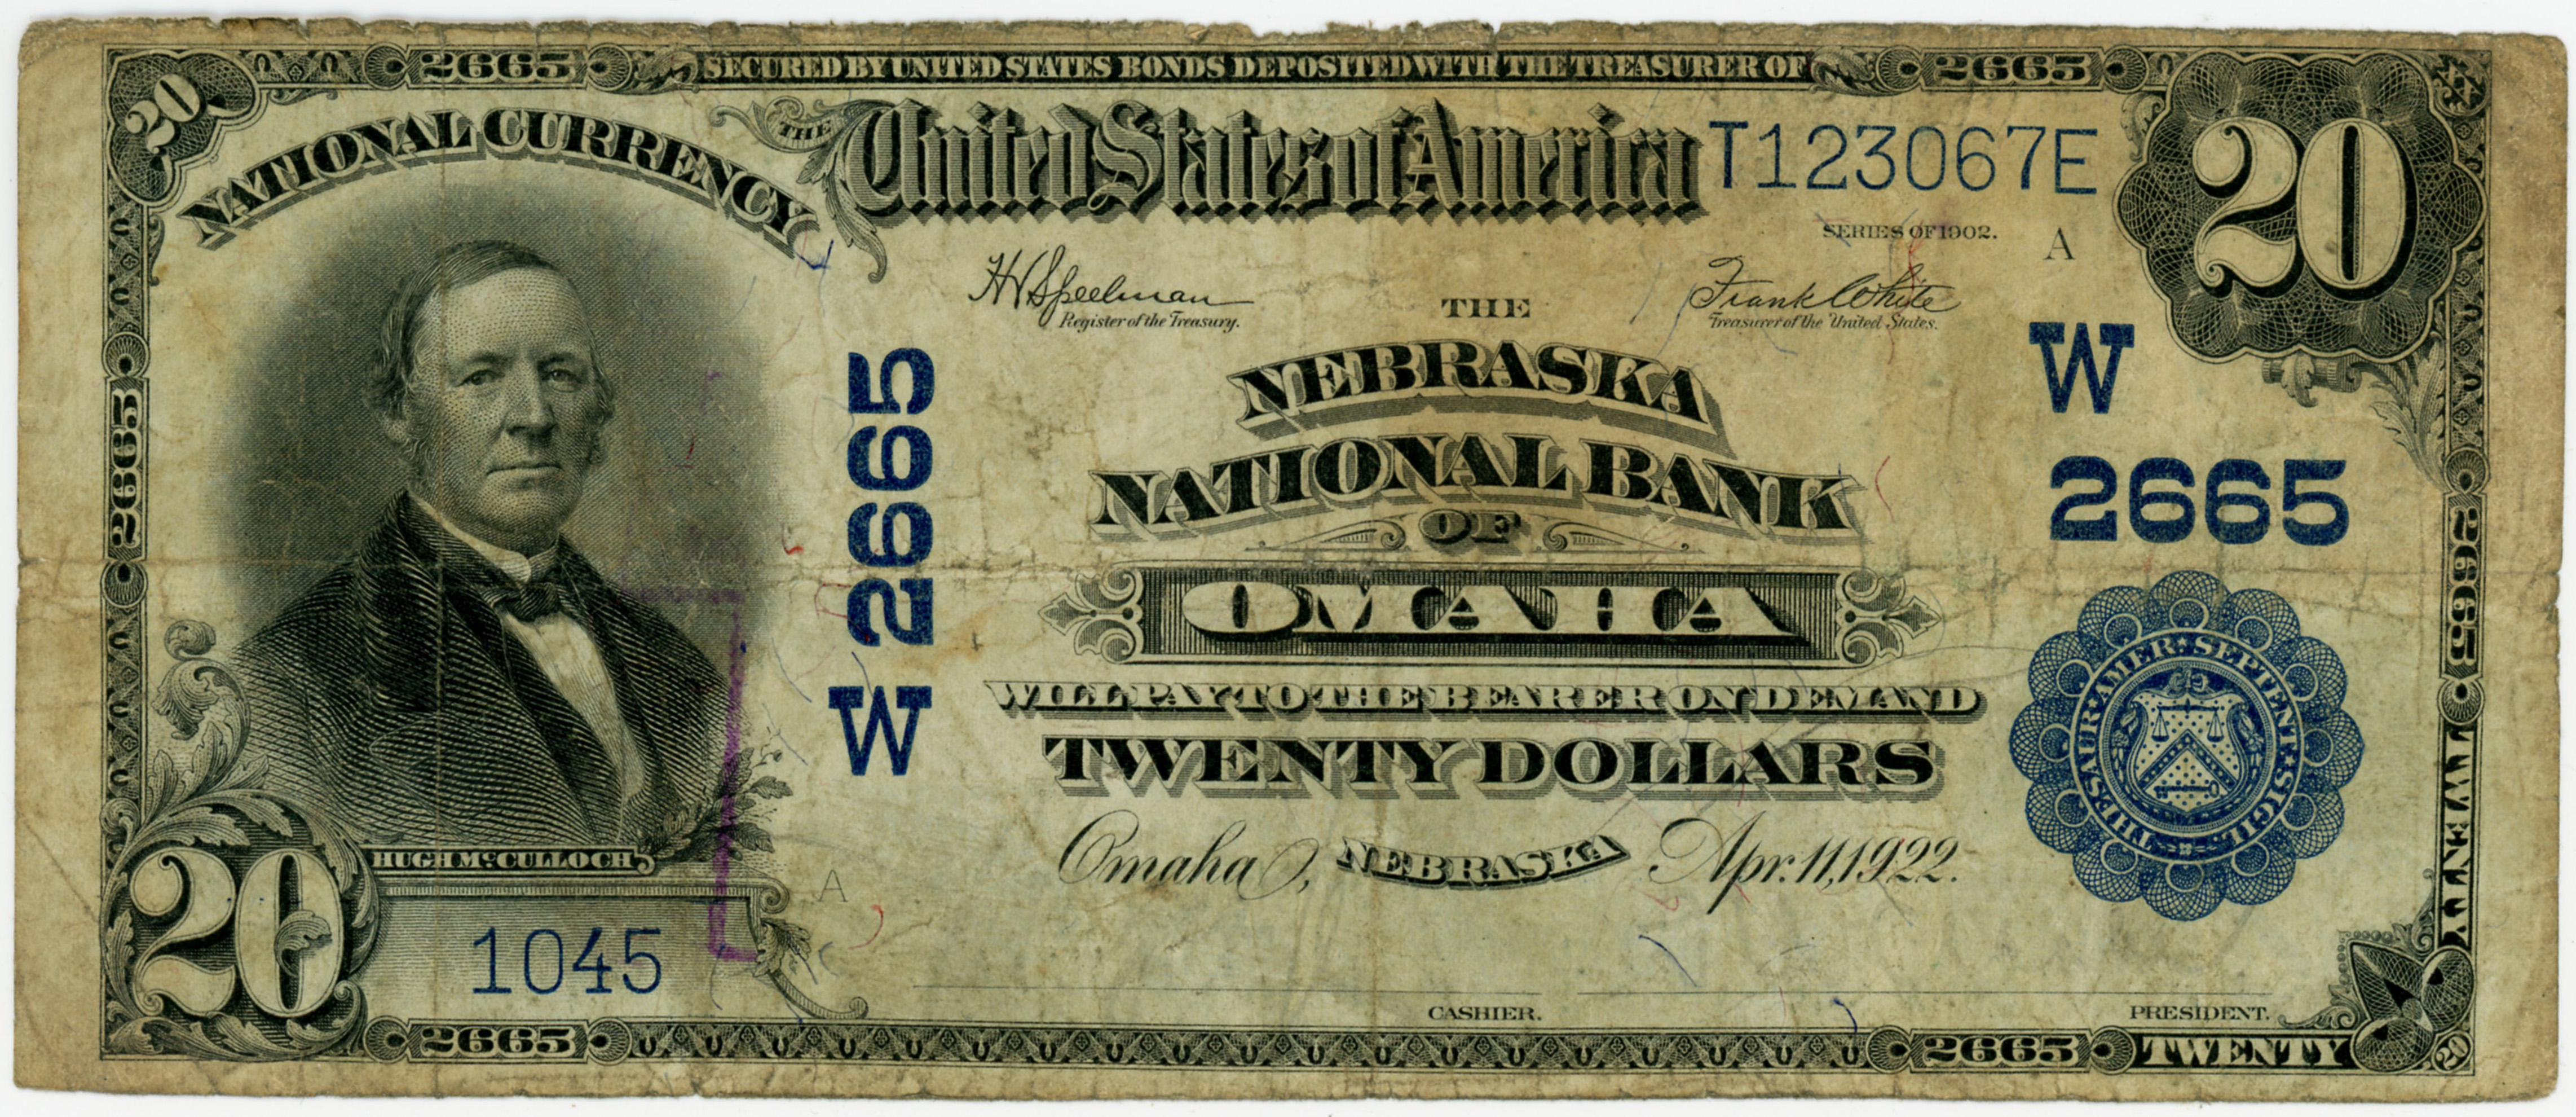 2665 SECURED BY UNITED STATES BONDS DEPOSITED WITH THE TREASURER OF 2665
20
NATIONAL CURRENCY
THE United States of America
T123067E
20
SERIES OF 1902.
A
H V Speelman
Register of the Treasury.
Frank White
Treasurer of the United States.
THE
NEBRASKA
NATIONAL BANK
OF
OMAHA
W 2665
W
2665
2665
2665
WILL PAY TO THE BEARER ON DEMAND
TWENTY DOLLARS
THESAUR. AMER. SEPTENT. SIGIL.
TWENTY
HUGH McCULLOCH
Omaha, NEBRASKA Apr. 11, 1922.
A
20
1045
CASHIER.
PRESIDENT.
2665
2665 TWENTY
20